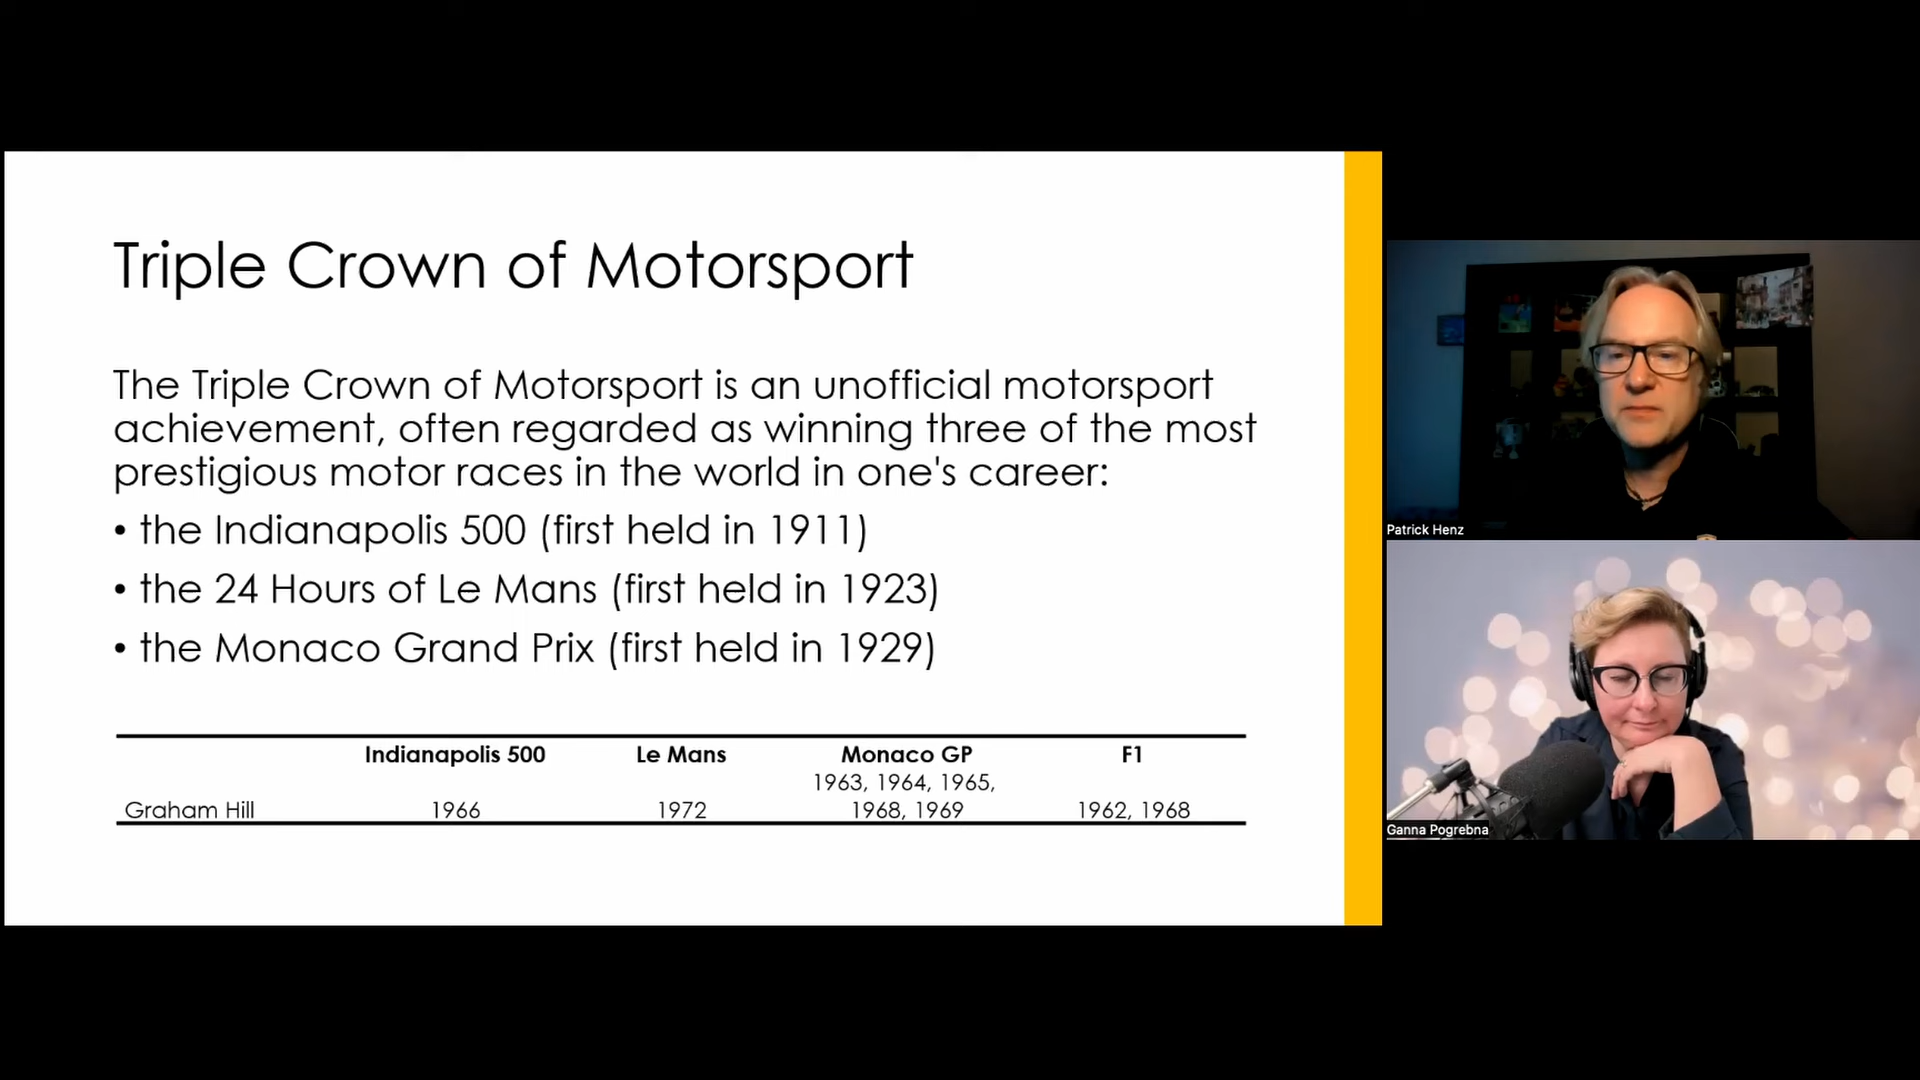 Triple Crown of Motorsport
The Triple Crown of Motorsport is an unofficial motorsport
achievement, often regarded as winning three of the most
prestigious motor races in the world in one's career:
• the Indianapolis 500 (first held in 1911)
• the 24 Hours of Le Mans (first held in 1923)
• the Monaco Grand Prix (first held in 1929)
Indianapolis 500 Le Mans Monaco GP F1
1963, 1964, 1965,
Graham Hill 1966 1972 1968, 1969 1962, 1968
Patrick Henz
Ganna Pogrebna